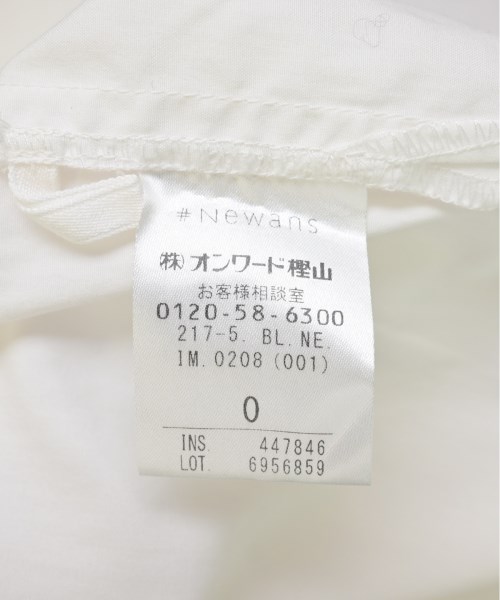 #Newans
㈱オンワード樫山
お客様相談室
0120-58-6300
217-5. BL. NE.
IM. 0208 (001)
0
INS. 447846
LOT. 6956859